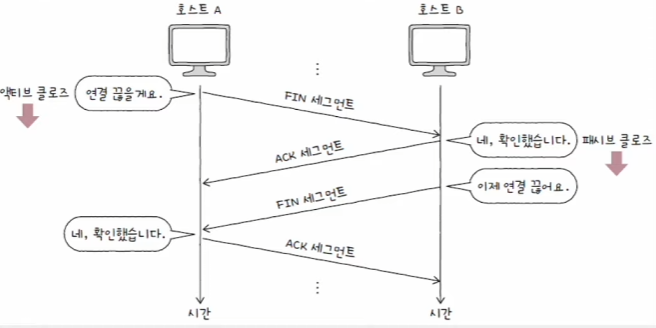 호스트 A
호스트 B
액티브 클로즈
연결 끊을게요.
FIN 세그먼트
네, 확인했습니다.
패시브 클로즈
ACK 세그먼트
이제 연결 끊어요.
FIN 세그먼트
네, 확인했습니다.
ACK 세그먼트
시간
시간